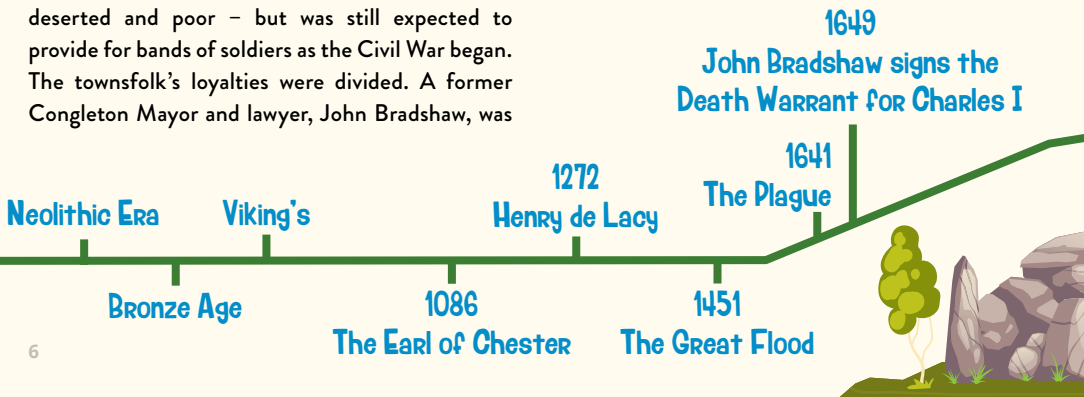 deserted and poor – but was still expected to
provide for bands of soldiers as the Civil War began.
The townsfolk's loyalties were divided. A former
Congleton Mayor and lawyer, John Bradshaw, was
Neolithic Era
Bronze Age
Viking's
1086
The Earl of Chester
1272
Henry de Lacy
1451
The Great Flood
1641
The Plague
1649
John Bradshaw signs the
Death Warrant for Charles I
6